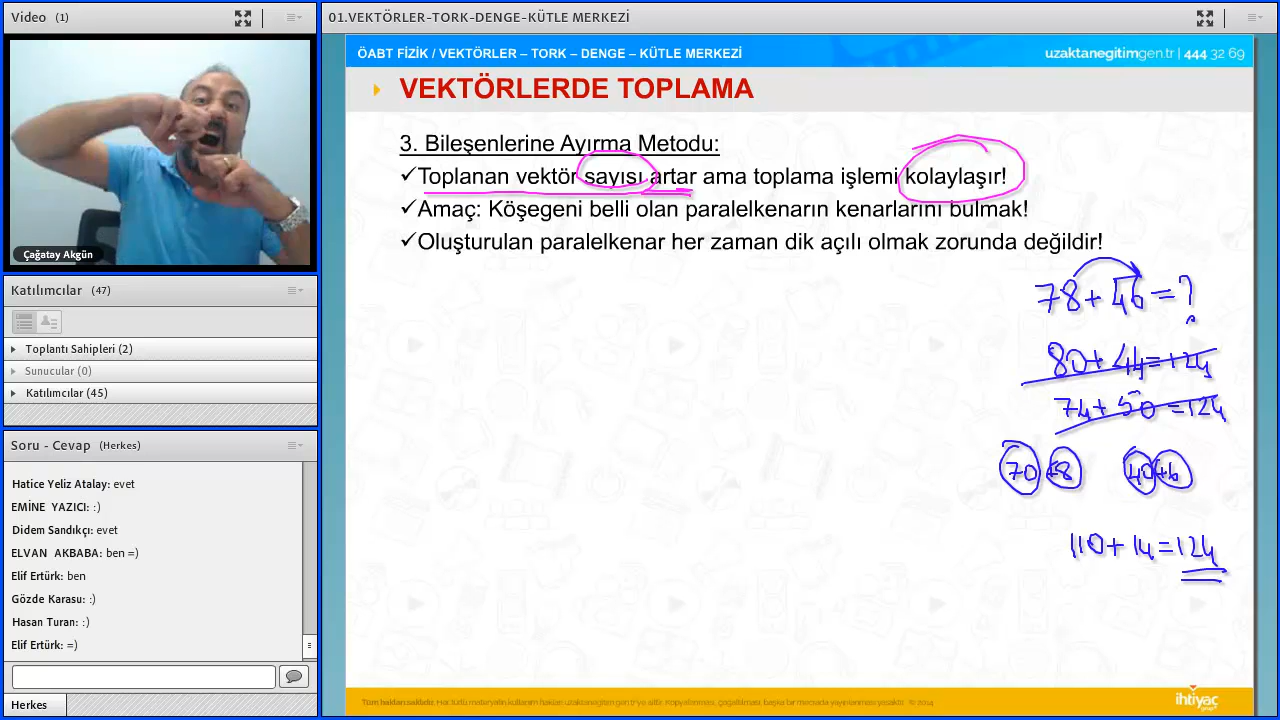 Video (1)
Çağatay Akgün
Katılımcılar (47)
Toplantı Sahipleri (2)
Sunucular (0)
Katılımcılar (45)
Soru - Cevap (Herkes)
Hatice Yeliz Atalay: evet
EMİNE YAZICI: :)
Didem Sandıkçı: evet
ELVAN AKBABA: ben =)
Elif Ertürk: ben
Gözde Karasu: :)
Hasan Turan: :)
Elif Ertürk: =)
Herkes
01.VEKTÖRLER-TORK-DENGE-KÜTLE MERKEZİ
ÖABT FİZİK / VEKTÖRLER – TORK – DENGE – KÜTLE MERKEZİ
uzaktanegitimgen.tr | 444 32 69
VEKTÖRLERDE TOPLAMA
3. Bileşenlerine Ayırma Metodu:
✓Toplanan vektör sayısı artar ama toplama işlemi kolaylaşır!
✓Amaç: Köşegeni belli olan paralelkenarın kenarlarını bulmak!
✓Oluşturulan paralelkenar her zaman dik açılı olmak zorunda değildir!
78+46=?
80+44=124
74+50=124
70+8 40+6
110+14=124
Tüm hakları saklıdır. © 2014
ihtiyaç